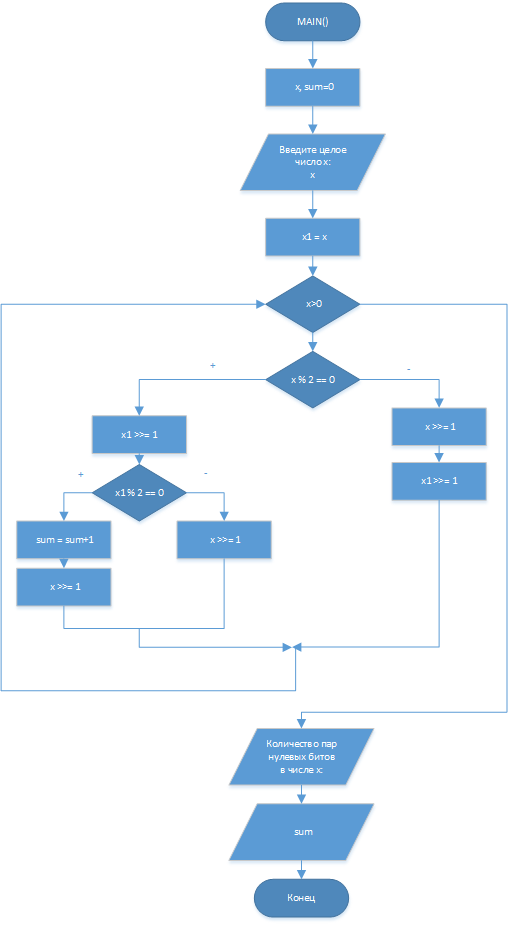 MAIN()
x, sum=0
Введите целое
число x:
x
x1 = x
x>0
x % 2 == 0
+
-
x1 >>= 1
x >>= 1
x1 >>= 1
x1 % 2 == 0
+
-
sum = sum+1
x >>= 1
x >>= 1
Количество пар
нулевых битов
в числе x:
sum
Конец